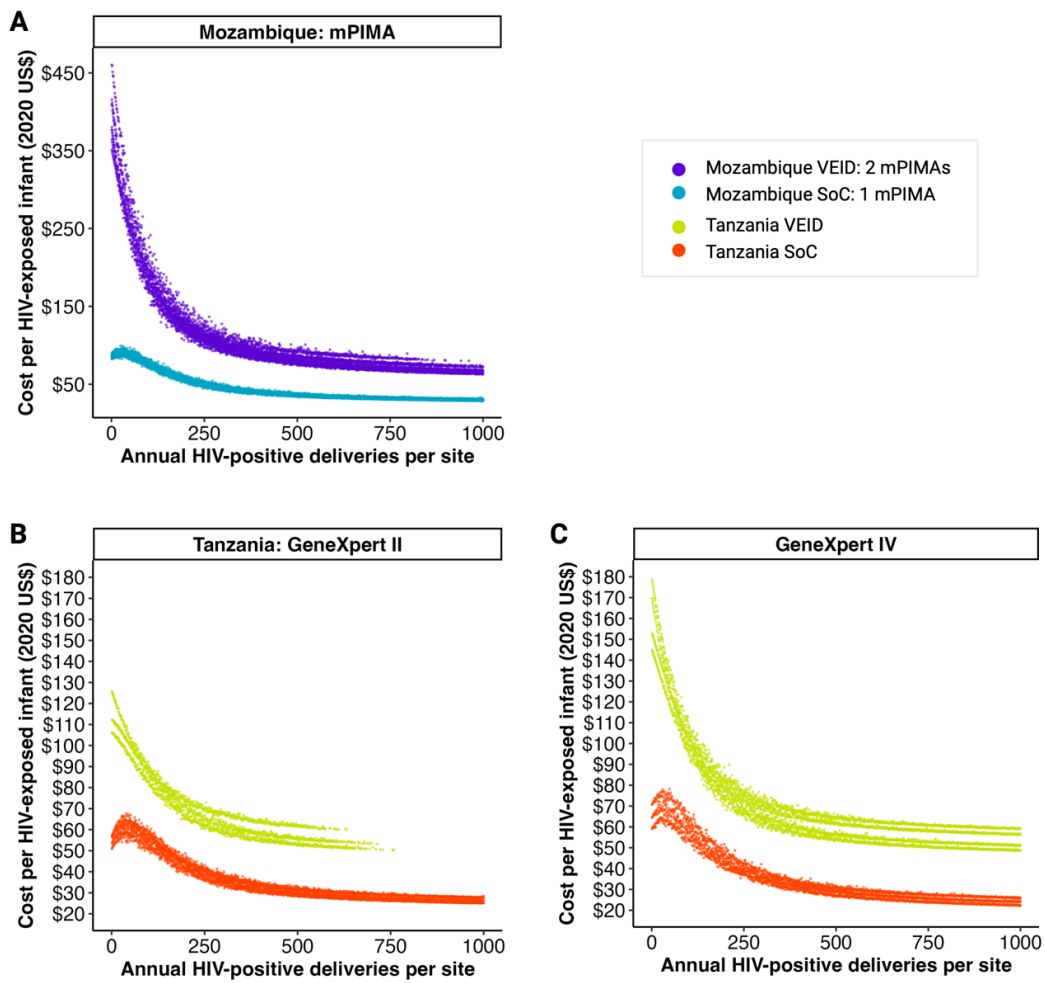 A
Mozambique: mPIMA
Cost per HIV-exposed infant (2020 US$)
$450
$350
$250
$150
$50
0 250 500 750 1000
Annual HIV-positive deliveries per site
Mozambique VEID: 2 mPIMAs
Mozambique SoC: 1 mPIMA
Tanzania VEID
Tanzania SoC
B
Tanzania: GeneXpert II
Cost per HIV-exposed infant (2020 US$)
$180
$170
$160
$150
$140
$130
$120
$110
$100
$90
$80
$70
$60
$50
$40
$30
$20
0 250 500 750 1000
Annual HIV-positive deliveries per site
C
GeneXpert IV
Cost per HIV-exposed infant (2020 US$)
$180
$170
$160
$150
$140
$130
$120
$110
$100
$90
$80
$70
$60
$50
$40
$30
$20
0 250 500 750 1000
Annual HIV-positive deliveries per site